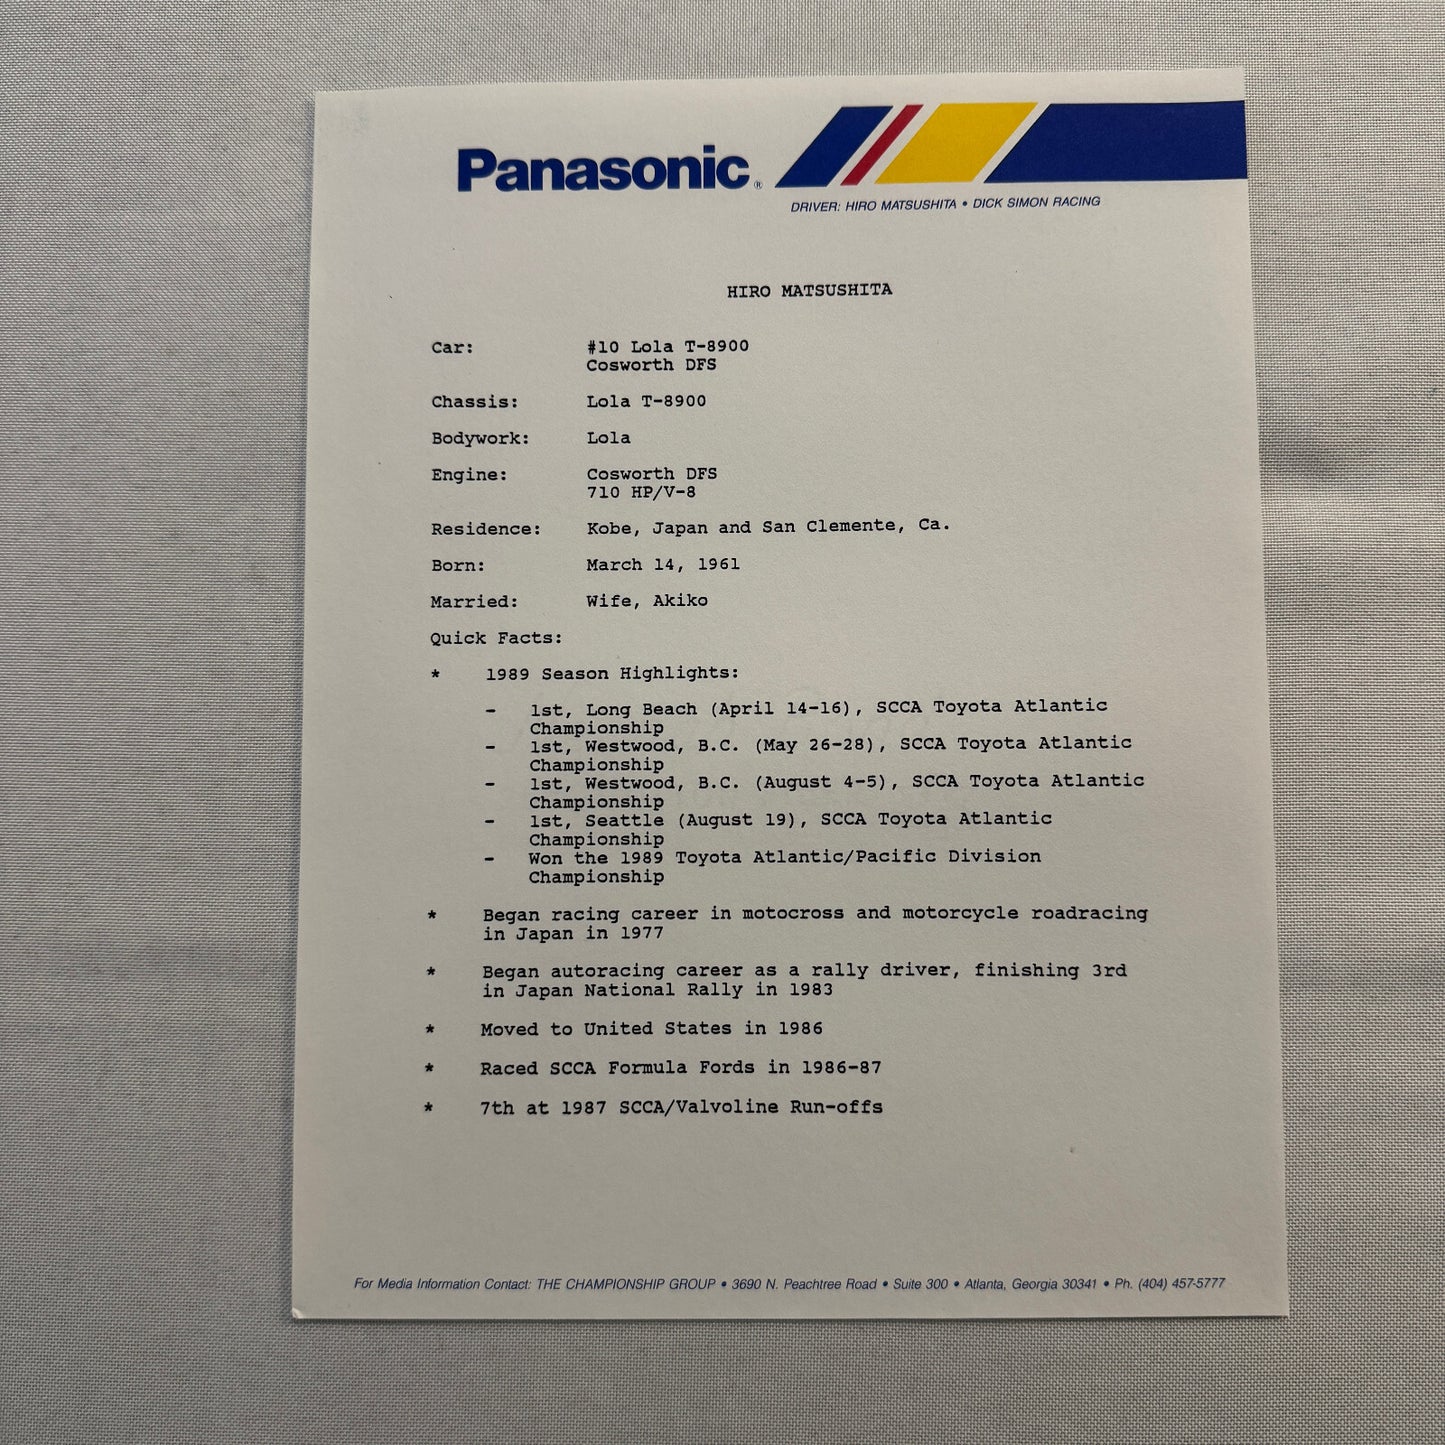 Panasonic®
DRIVER: HIRO MATSUSHITA • DICK SIMON RACING
HIRO MATSUSHITA
Car: #10 Lola T-8900
Cosworth DFS
Chassis: Lola T-8900
Bodywork: Lola
Engine: Cosworth DFS
710 HP/V-8
Residence: Kobe, Japan and San Clemente, Ca.
Born: March 14, 1961
Married: Wife, Akiko
Quick Facts:
* 1989 Season Highlights:
- 1st, Long Beach (April 14-16), SCCA Toyota Atlantic
Championship
- 1st, Westwood, B.C. (May 26-28), SCCA Toyota Atlantic
Championship
- 1st, Westwood, B.C. (August 4-5), SCCA Toyota Atlantic
Championship
- 1st, Seattle (August 19), SCCA Toyota Atlantic
Championship
- Won the 1989 Toyota Atlantic/Pacific Division
Championship
* Began racing career in motocross and motorcycle roadracing
in Japan in 1977
* Began autoracing career as a rally driver, finishing 3rd
in Japan National Rally in 1983
* Moved to United States in 1986
* Raced SCCA Formula Fords in 1986-87
* 7th at 1987 SCCA/Valvoline Run-offs
For Media Information Contact: THE CHAMPIONSHIP GROUP • 3690 N. Peachtree Road • Suite 300 • Atlanta, Georgia 30341 • Ph. (404) 457-5777